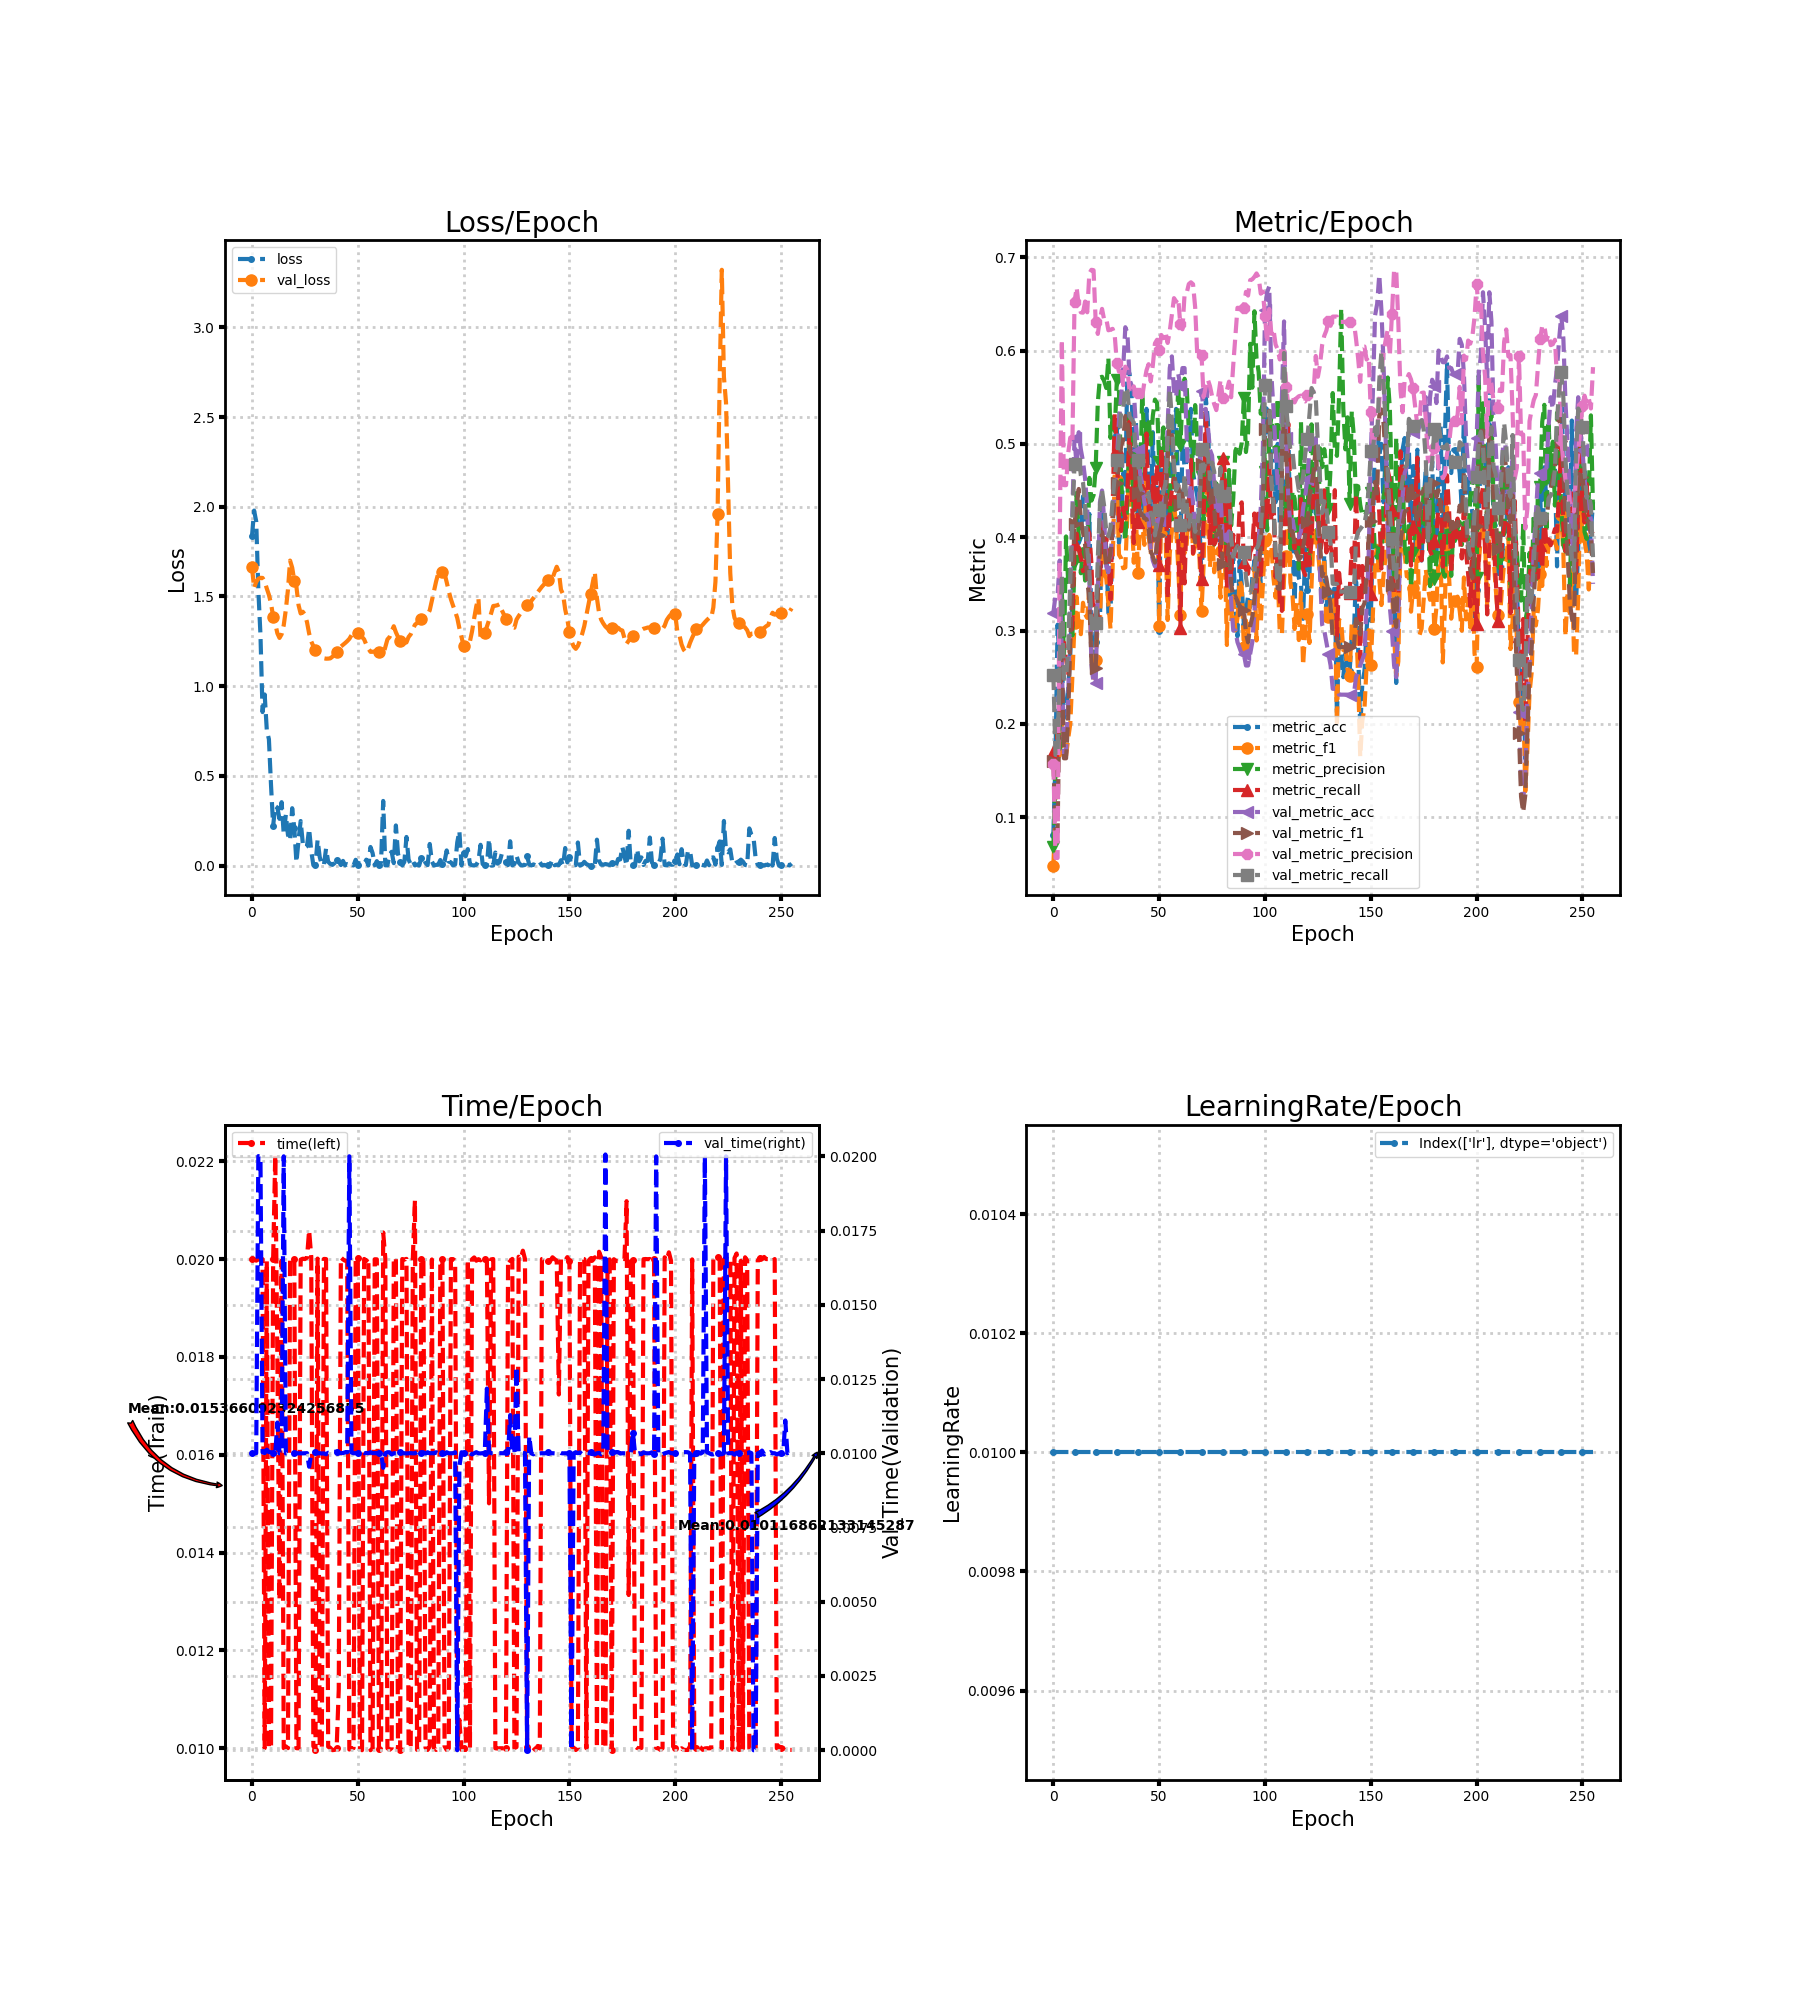 Loss/Epoch
loss
val_loss
3.0
2.5
2.0
1.5
1.0
0.5
0.0
Loss
0
50
100
150
200
250
Epoch
Metric/Epoch
0.7
0.6
0.5
0.4
0.3
0.2
0.1
Metric
metric_acc
metric_f1
metric_precision
metric_recall
val_metric_acc
val_metric_f1
val_metric_precision
val_metric_recall
0
50
100
150
200
250
Epoch
Time/Epoch
time(left)
val_time(right)
0.022
0.020
0.018
0.016
0.014
0.012
0.010
Time(Train)
0.0200
0.0175
0.0150
0.0125
0.0100
0.0075
0.0050
0.0025
0.0000
Val_Time(Validation)
0
50
100
150
200
250
Epoch
LearningRate/Epoch
Index(['lr'], dtype='object')
0.0104
0.0102
0.0100
0.0098
0.0096
LearningRate
0
50
100
150
200
250
Epoch